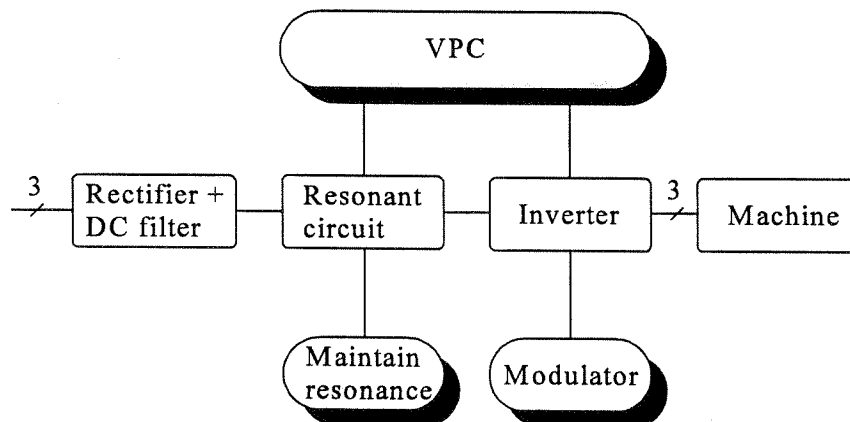 VPC
3
Rectifier +
DC filter
Resonant
circuit
Inverter
3
Machine
Maintain
resonance
Modulator